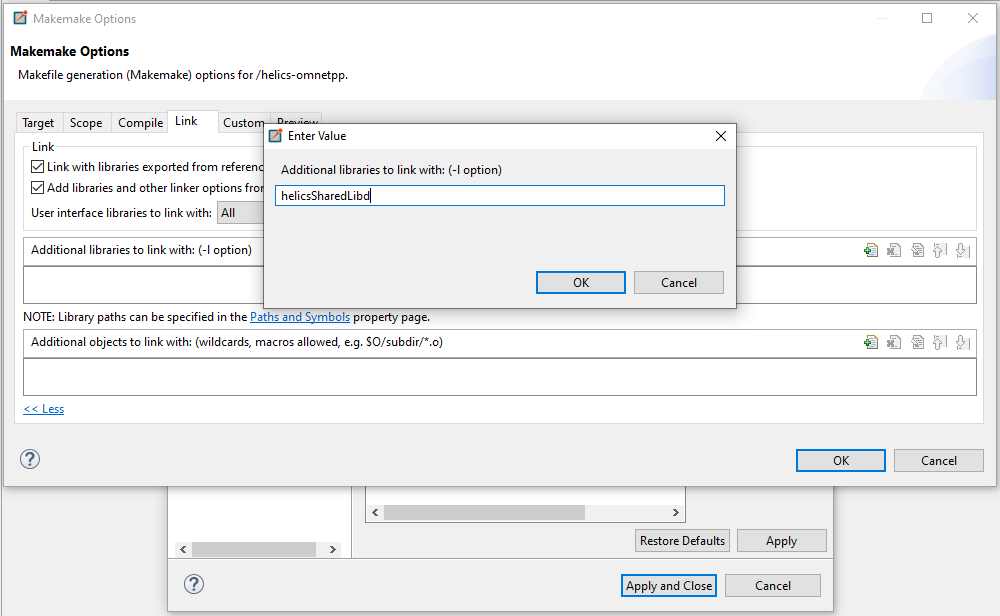 Makemake Options
Makemake Options
Makefile generation (Makemake) options for /helics-omnetpp.
Target Scope Compile Link Custom Preview
Enter Value
Additional libraries to link with: (-l option)
helicsSharedLibd
OK Cancel
Link
Link with libraries exported from referenc
Add libraries and other linker options fro
User interface libraries to link with: All
Additional libraries to link with: (-l option)
NOTE: Library paths can be specified in the Paths and Symbols property page.
Additional objects to link with: (wildcards, macros allowed, e.g. $O/subdir/*.o)
<< Less
? OK Cancel
Restore Defaults Apply
? Apply and Close Cancel